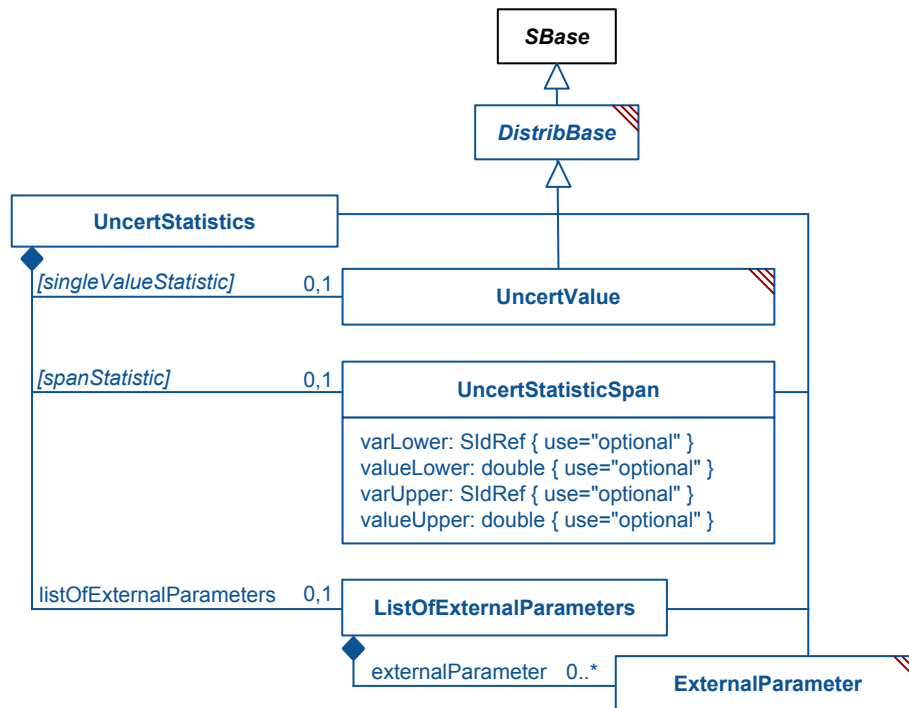 SBase
DistribBase
UncertStatistics
[singleValueStatistic] 0,1
UncertValue
[spanStatistic] 0,1
UncertStatisticSpan
varLower: SIdRef { use="optional" }
valueLower: double { use="optional" }
varUpper: SIdRef { use="optional" }
valueUpper: double { use="optional" }
listOfExternalParameters 0,1
ListOfExternalParameters
externalParameter 0..*
ExternalParameter